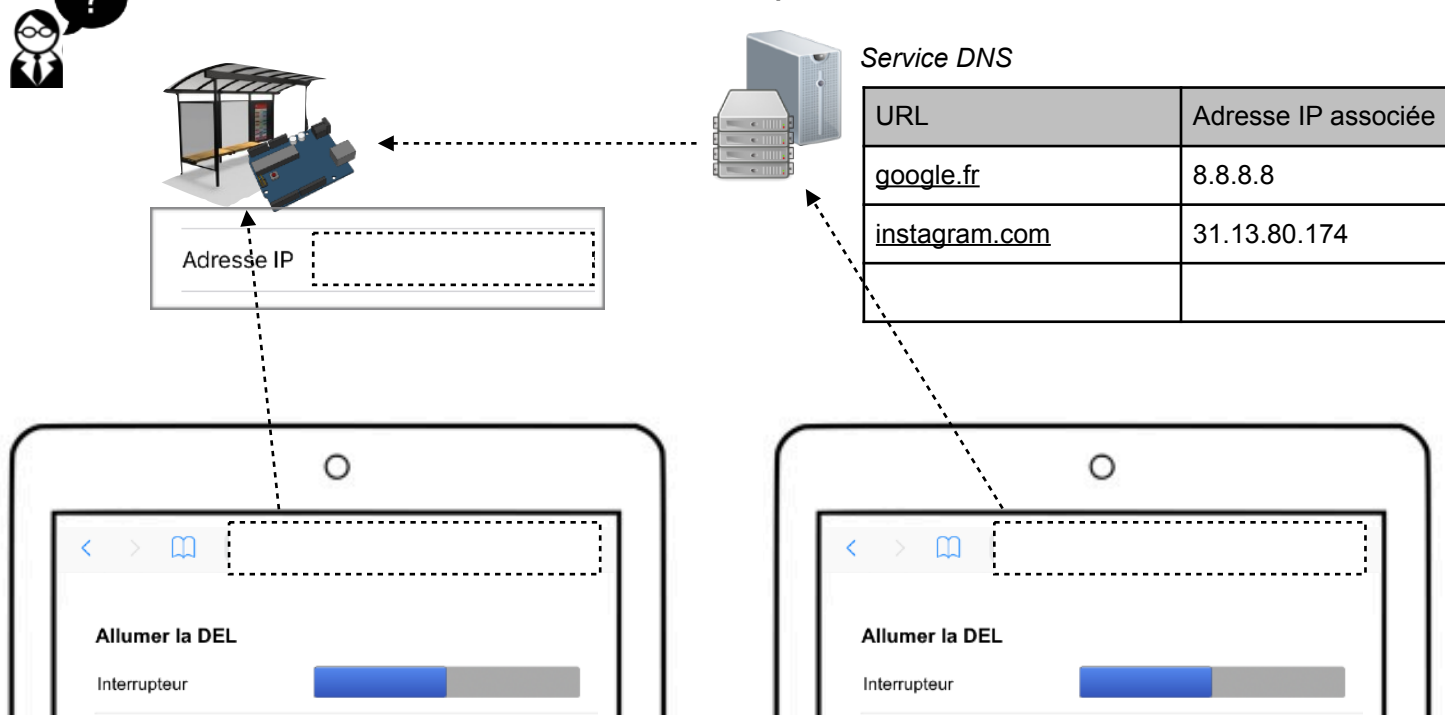 ?
Service DNS
URL
Adresse IP associée
google.fr
8.8.8.8
instagram.com
31.13.80.174
Adresse IP
Allumer la DEL
Interrupteur
Allumer la DEL
Interrupteur